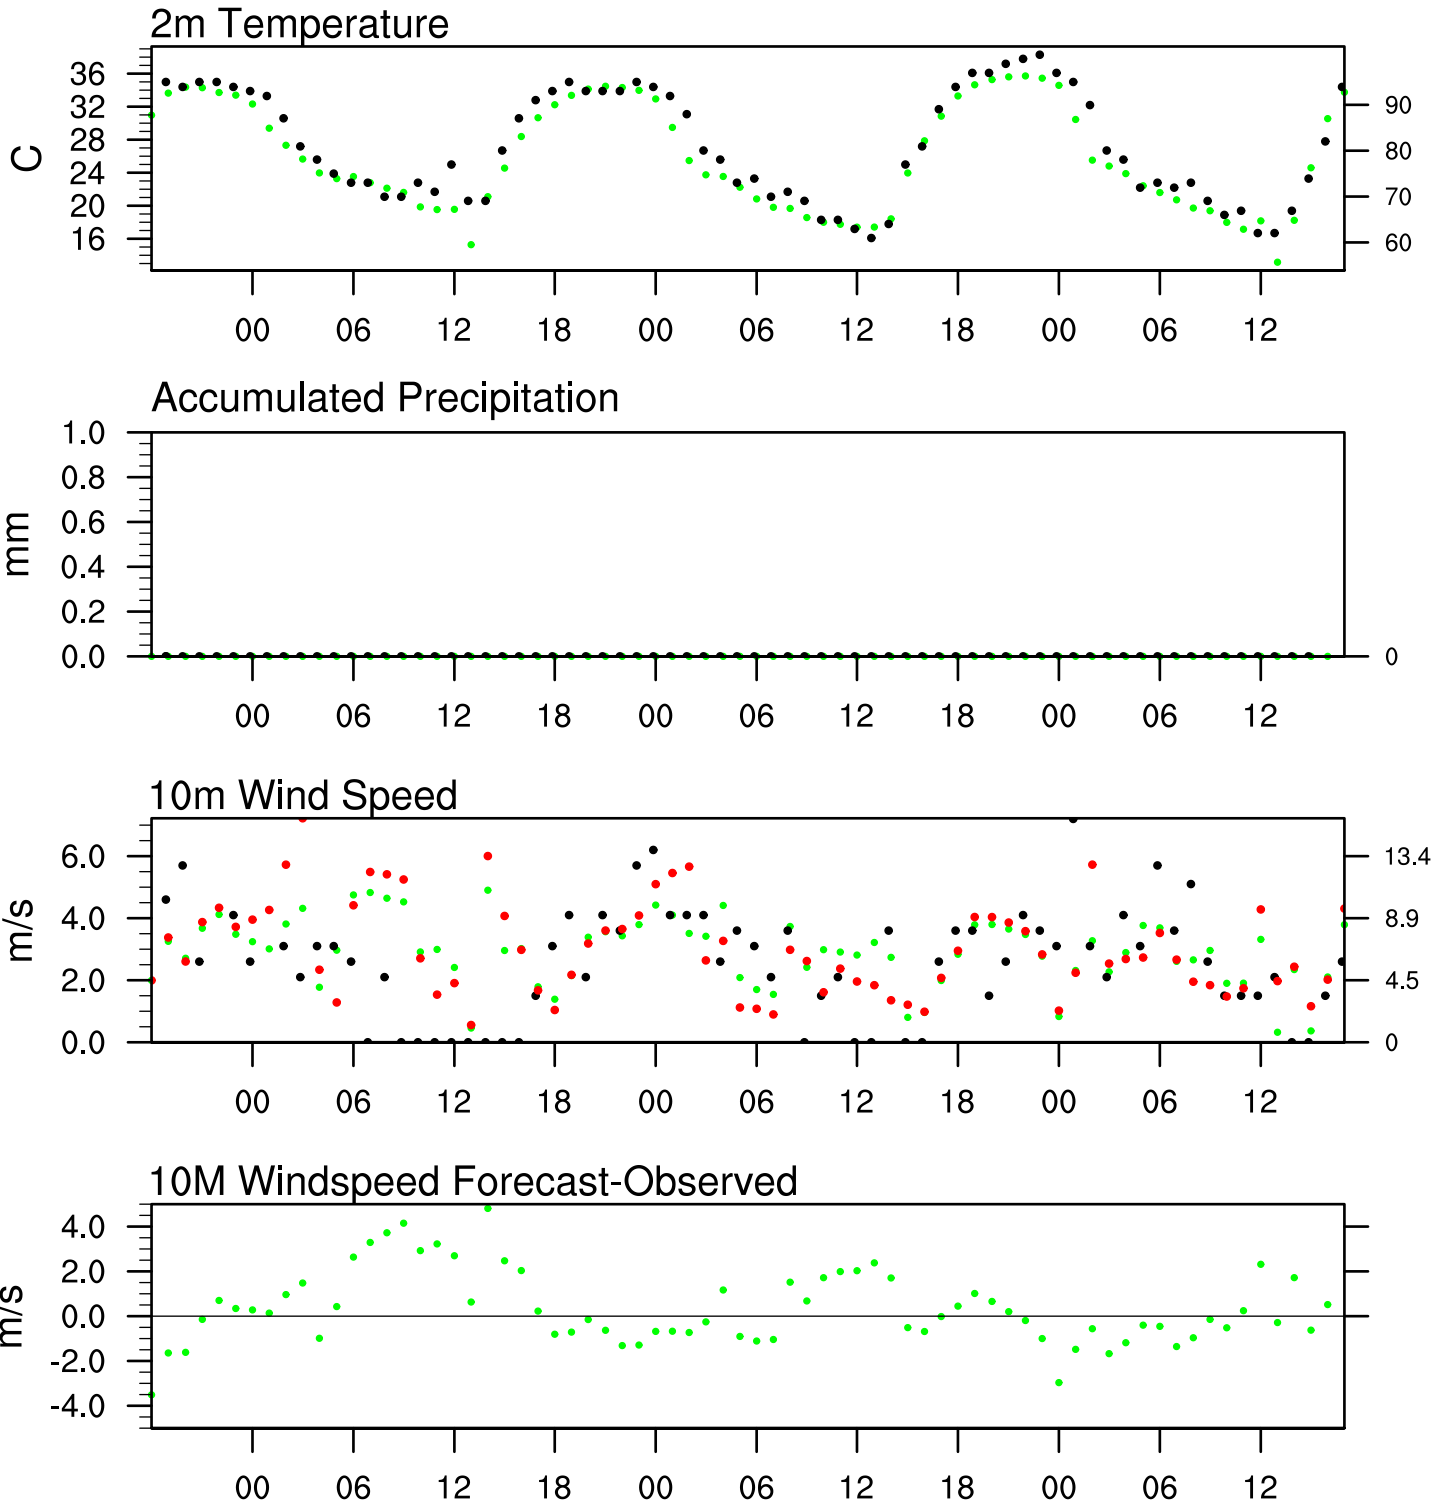 2m Temperature
36
32
28
24
20
16
C
90
80
70
60
00 06 12 18 00 06 12 18 00 06 12
Accumulated Precipitation
1.0
0.8
0.6
0.4
0.2
0.0
mm
0
00 06 12 18 00 06 12 18 00 06 12
10m Wind Speed
6.0
4.0
2.0
0.0
m/s
13.4
8.9
4.5
0
00 06 12 18 00 06 12 18 00 06 12
10M Windspeed Forecast-Observed
4.0
2.0
0.0
-2.0
-4.0
m/s
00 06 12 18 00 06 12 18 00 06 12